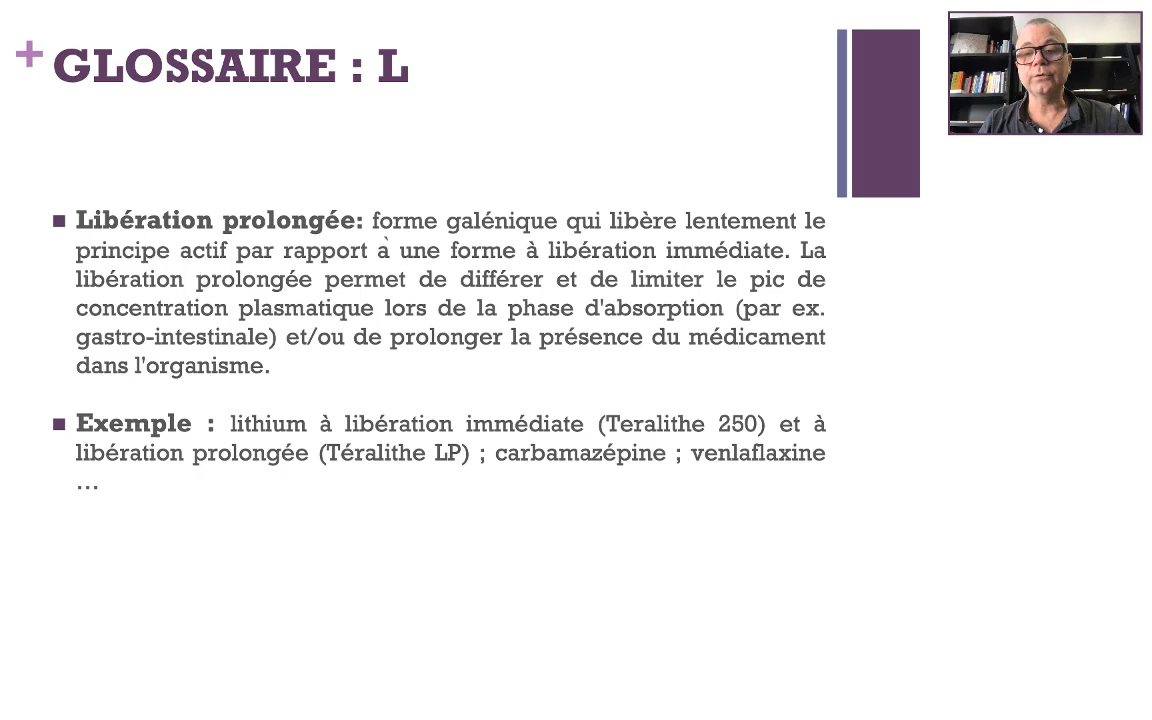 + GLOSSAIRE : L
Libération prolongée: forme galénique qui libère lentement le
principe actif par rapport à une forme à libération immédiate. La
libération prolongée permet de différer et de limiter le pic de
concentration plasmatique lors de la phase d'absorption (par ex.
gastro-intestinale) et/ou de prolonger la présence du médicament
dans l'organisme.
Exemple : lithium à libération immédiate (Teralithe 250) et à
libération prolongée (Téralithe LP) ; carbamazépine ; venlaflaxine
...